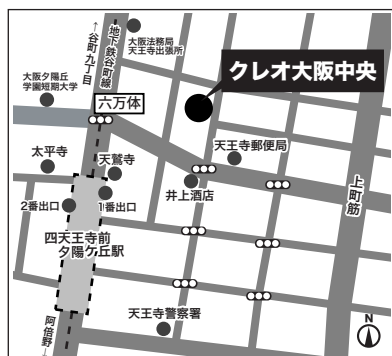 ←谷町九丁目
地下鉄谷町線
大阪法務局
天王寺出張所
クレオ大阪中央
大阪夕陽丘
学園短期大学
六万体
太平寺
天鷲寺
天王寺郵便局
井上酒店
上町筋
2番出口
1番出口
四天王寺前
夕陽ケ丘駅
天王寺警察署
阿倍野→
N